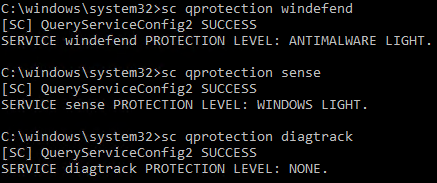 C:\windows\system32>sc qprotection windefend
[SC] QueryServiceConfig2 SUCCESS
SERVICE windefend PROTECTION LEVEL: ANTIMALWARE LIGHT.
C:\windows\system32>sc qprotection sense
[SC] QueryServiceConfig2 SUCCESS
SERVICE sense PROTECTION LEVEL: WINDOWS LIGHT.
C:\windows\system32>sc qprotection diagtrack
[SC] QueryServiceConfig2 SUCCESS
SERVICE diagtrack PROTECTION LEVEL: NONE.